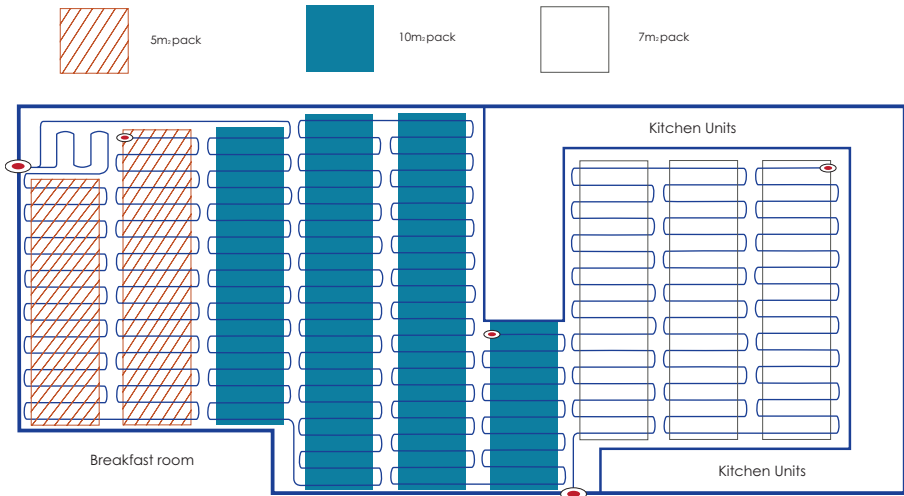 5m₂pack
10m₂pack
7m₂pack
Kitchen Units
Breakfast room
Kitchen Units